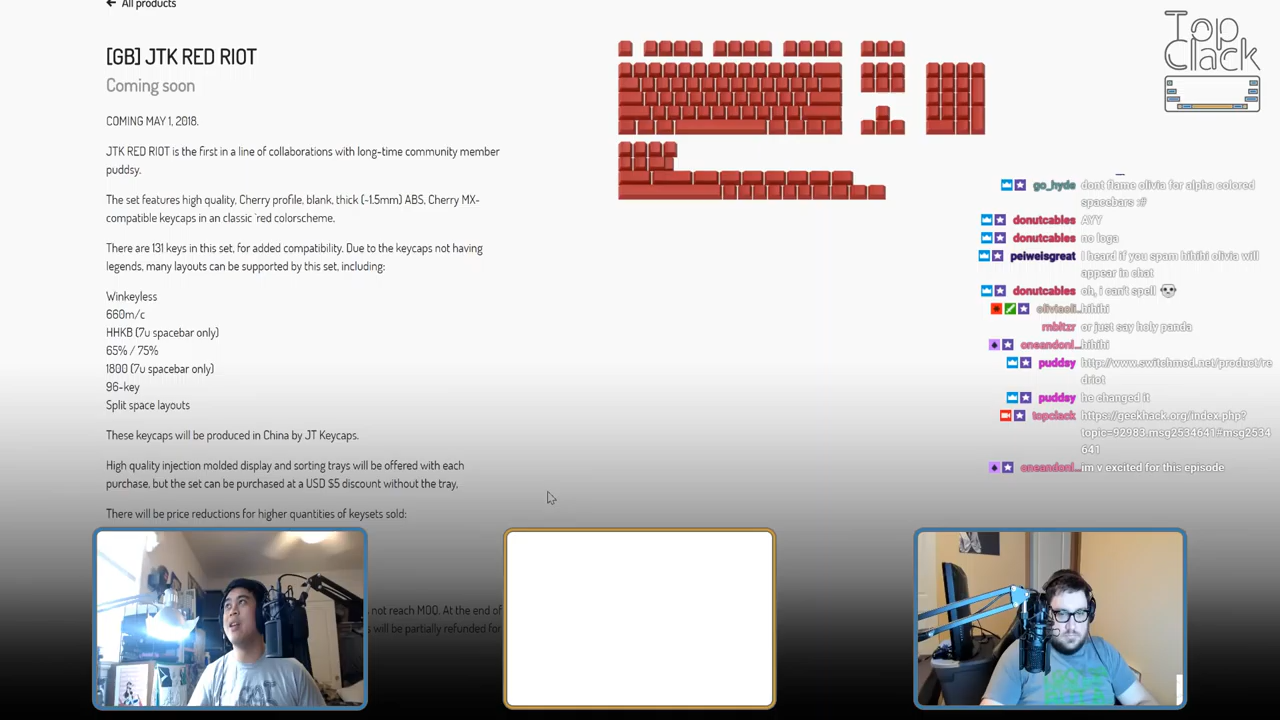 All products
[GB] JTK RED RIOT
Coming soon
COMING MAY 1, 2018.
JTK RED RIOT is the first in a line of collaborations with long-time community member
puddsy.
The set features high quality, Cherry profile, blank, thick (~1.5mm) ABS, Cherry MX-
compatible keycaps in an classic 'red colorscheme.
There are 131 keys in this set, for added compatibility. Due to the keycaps not having
legends, many layouts can be supported by this set, including:
Winkeyless
660m/c
HHKB (7u spacebar only)
65% / 75%
1800 (7u spacebar only)
96-key
Split space layouts
These keycaps will be produced in China by JT Keycaps.
High quality injection molded display and sorting trays will be offered with each
purchase, but the set can be purchased at a USD $5 discount without the tray,
There will be price reductions for higher quantities of keysets sold:
not reach MOQ. At the end of
s will be partially refunded for
Top
Clack
go_hyde dont flame olivia for alpha colored
spacebars :#
donutcables AYY
donutcables no loga
peiweisgreat I heard if you spam hihihi olivia will
appear in chat
donutcables oh, i can't spell
oliviaoli... hihihi
rnbltzr or just say holy panda
oneandonl... hihihi
puddsy http://www.switchmod.net/product/re
driot
puddsy he changed it
topclack https://geekhack.org/index.php?
topic=92983.msg2534641#msg2534
641
oneandonl... im v excited for this episode